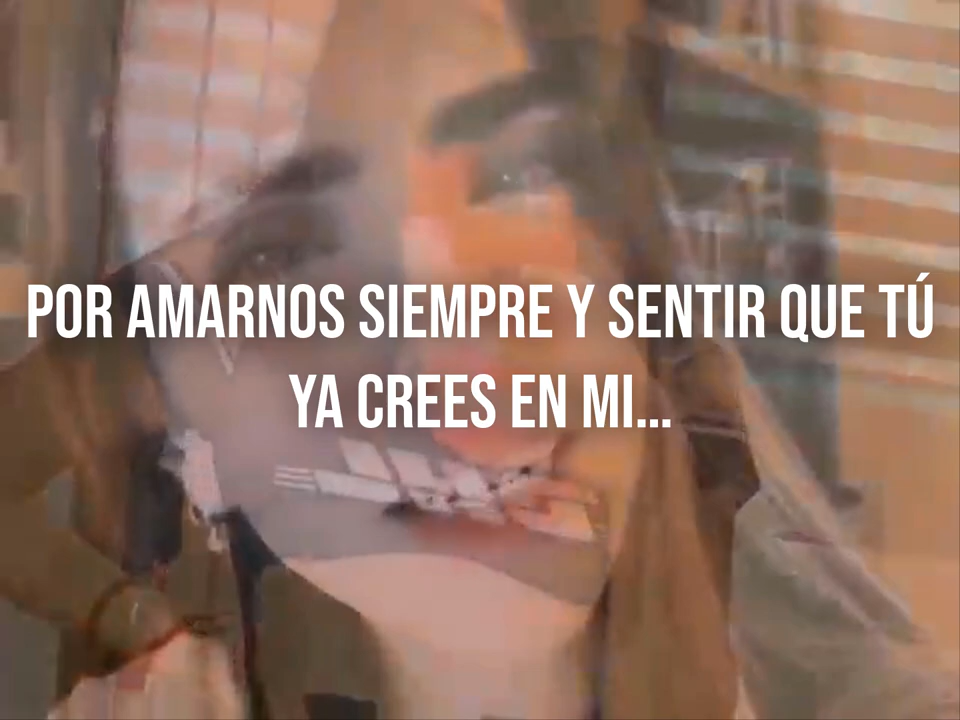 POR AMARNOS SIEMPRE Y SENTIR QUE TÚ
YA CREES EN MI...